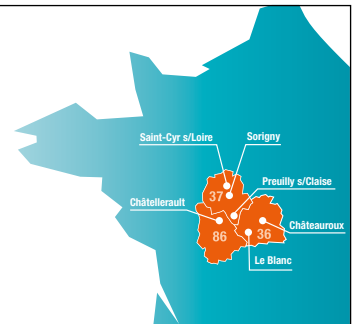 Saint-Cyr s/Loire
Sorigny
Preuilly s/Claise
37
Châtellerault
Châteauroux
86
36
Le Blanc